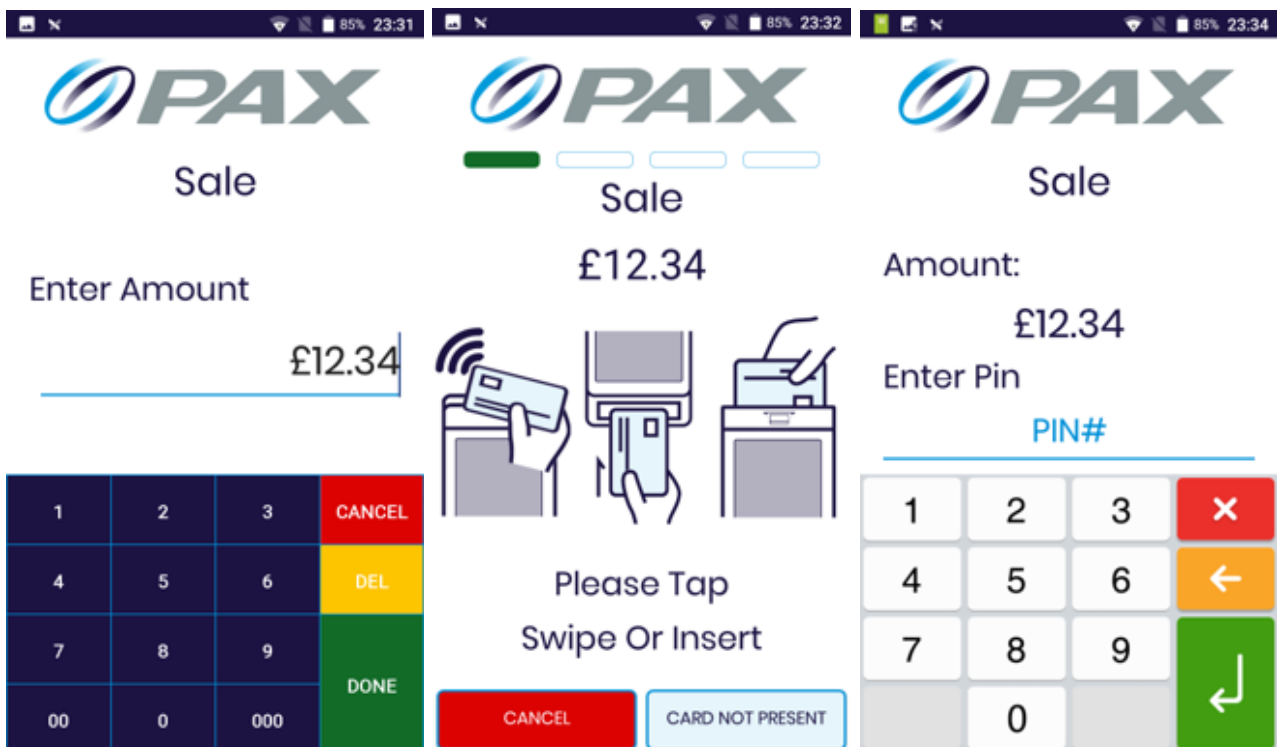 85% 23:31
PAX
Sale
Enter Amount
£12.34
1 2 3 CANCEL
4 5 6 DEL
7 8 9
DONE
00 0 000
85% 23:32
PAX
Sale
£12.34
Please Tap
Swipe Or Insert
CANCEL CARD NOT PRESENT
85% 23:34
PAX
Sale
Amount:
£12.34
Enter Pin
PIN#
1 2 3
4 5 6
7 8 9
0